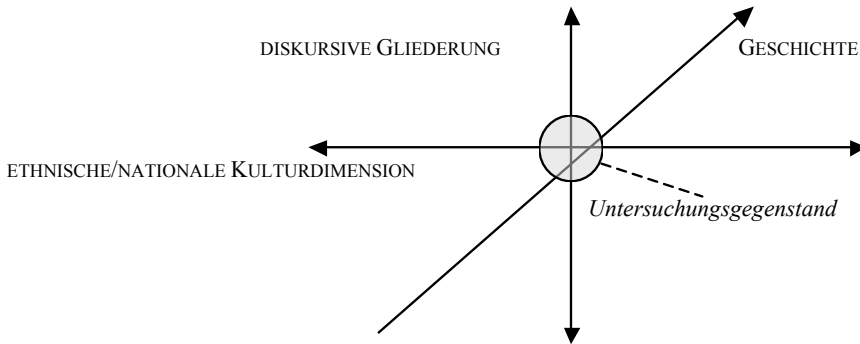 DISKURSIVE GLIEDERUNG
GESCHICHTE
ETHNISCHE/NATIONALE KULTURDIMENSION
Untersuchungsgegenstand